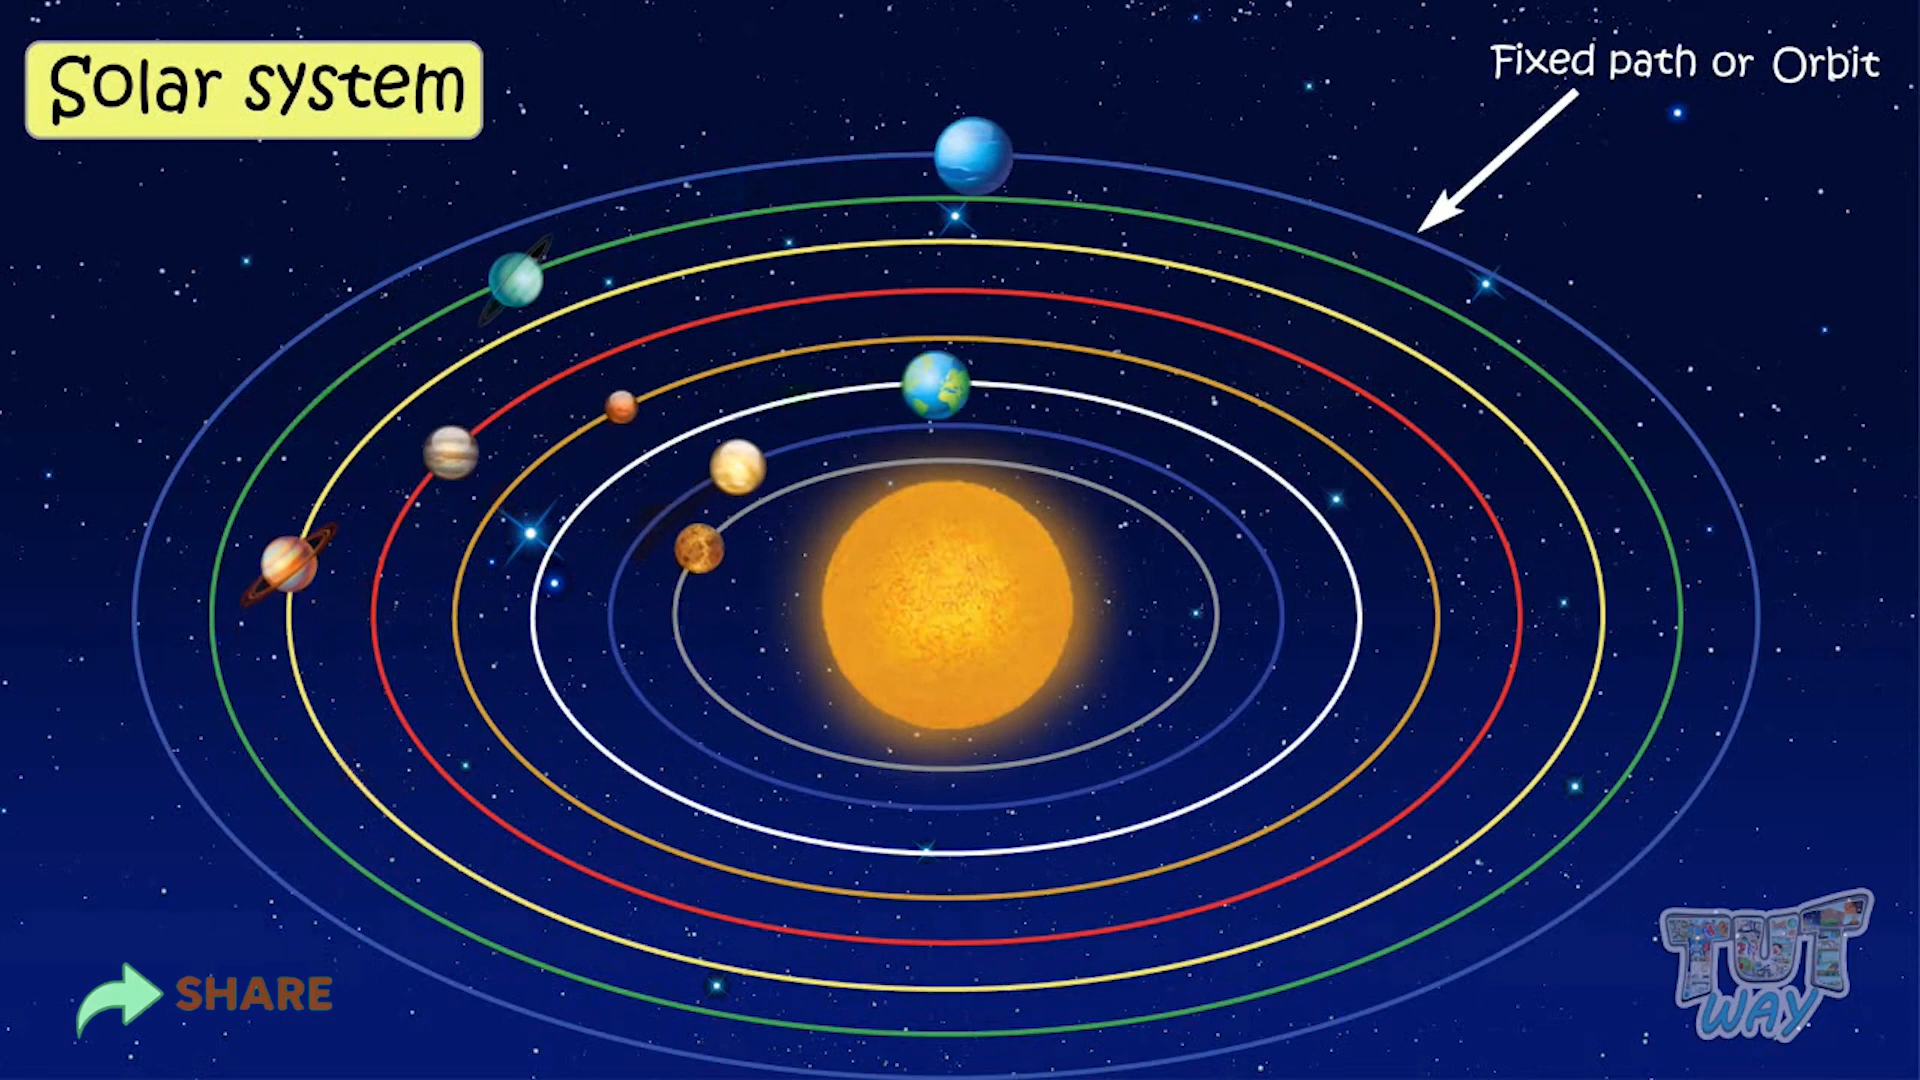 Solar system
Fixed path or Orbit
SHARE
TUT
WAY